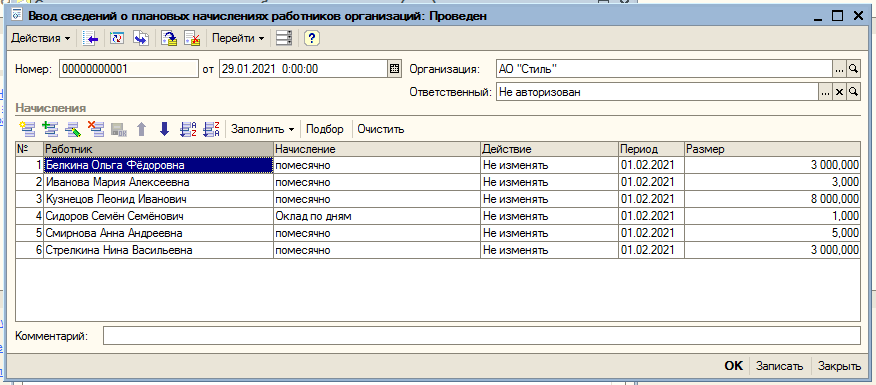 Ввод сведений о плановых начислениях работников организаций: Проведен
Действия Перейти
Номер: 00000000001 от 29.01.2021 0:00:00 Организация: АО "Стиль"
Ответственный: Не авторизован
Начисления
Заполнить Подбор Очистить
№ Работник Начисление Действие Период Размер
1 Белкина Ольга Фёдоровна помесячно Не изменять 01.02.2021 3 000,000
2 Иванова Мария Алексеевна помесячно Не изменять 01.02.2021 3,000
3 Кузнецов Леонид Иванович помесячно Не изменять 01.02.2021 8 000,000
4 Сидоров Семён Семёнович Оклад по дням Не изменять 01.02.2021 1,000
5 Смирнова Анна Андреевна помесячно Не изменять 01.02.2021 5,000
6 Стрелкина Нина Васильевна помесячно Не изменять 01.02.2021 3 000,000
Комментарий:
OK Записать Закрыть